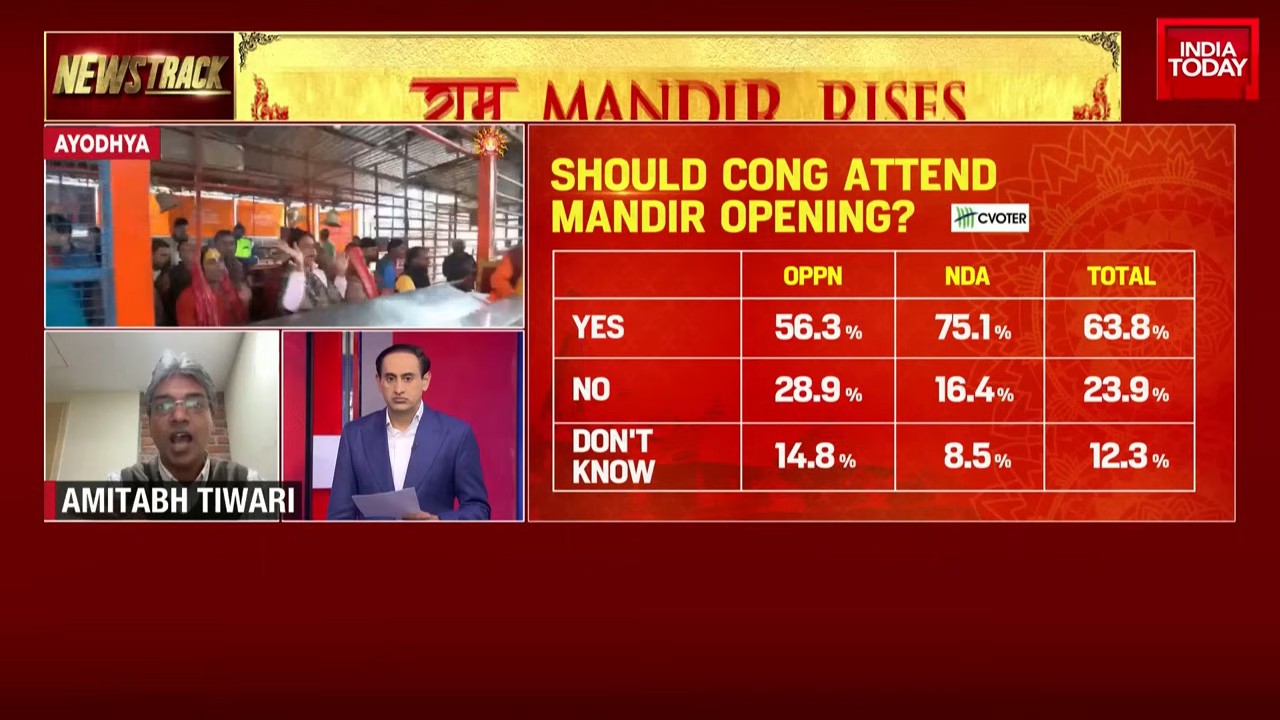 NEWSTRACK
राम MANDIR RISES
INDIA
TODAY
AYODHYA
SHOULD CONG ATTEND
MANDIR OPENING?
CVOTER
OPPN NDA TOTAL
YES 56.3% 75.1% 63.8%
NO 28.9% 16.4% 23.9%
DON'T
KNOW 14.8% 8.5% 12.3%
AMITABH TIWARI